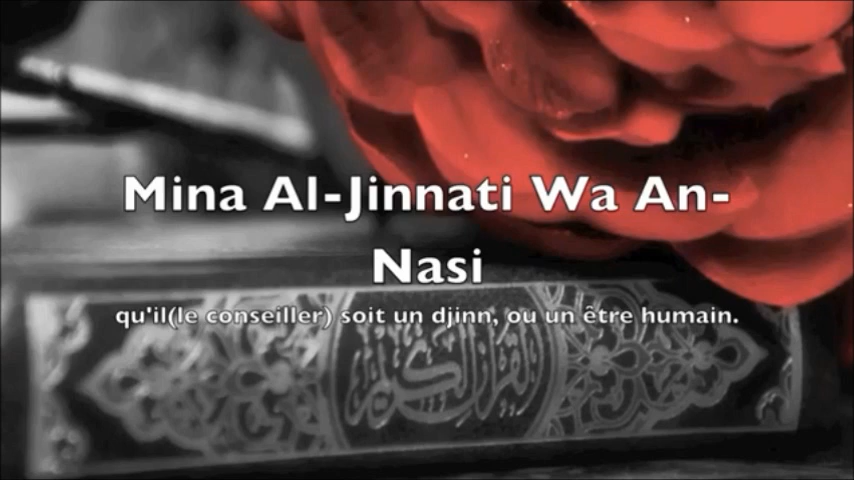 Mina Al-Jinnati Wa An-
Nasi
qu'il(le conseiller) soit un djinn, ou un être humain.
القرآن الكريم